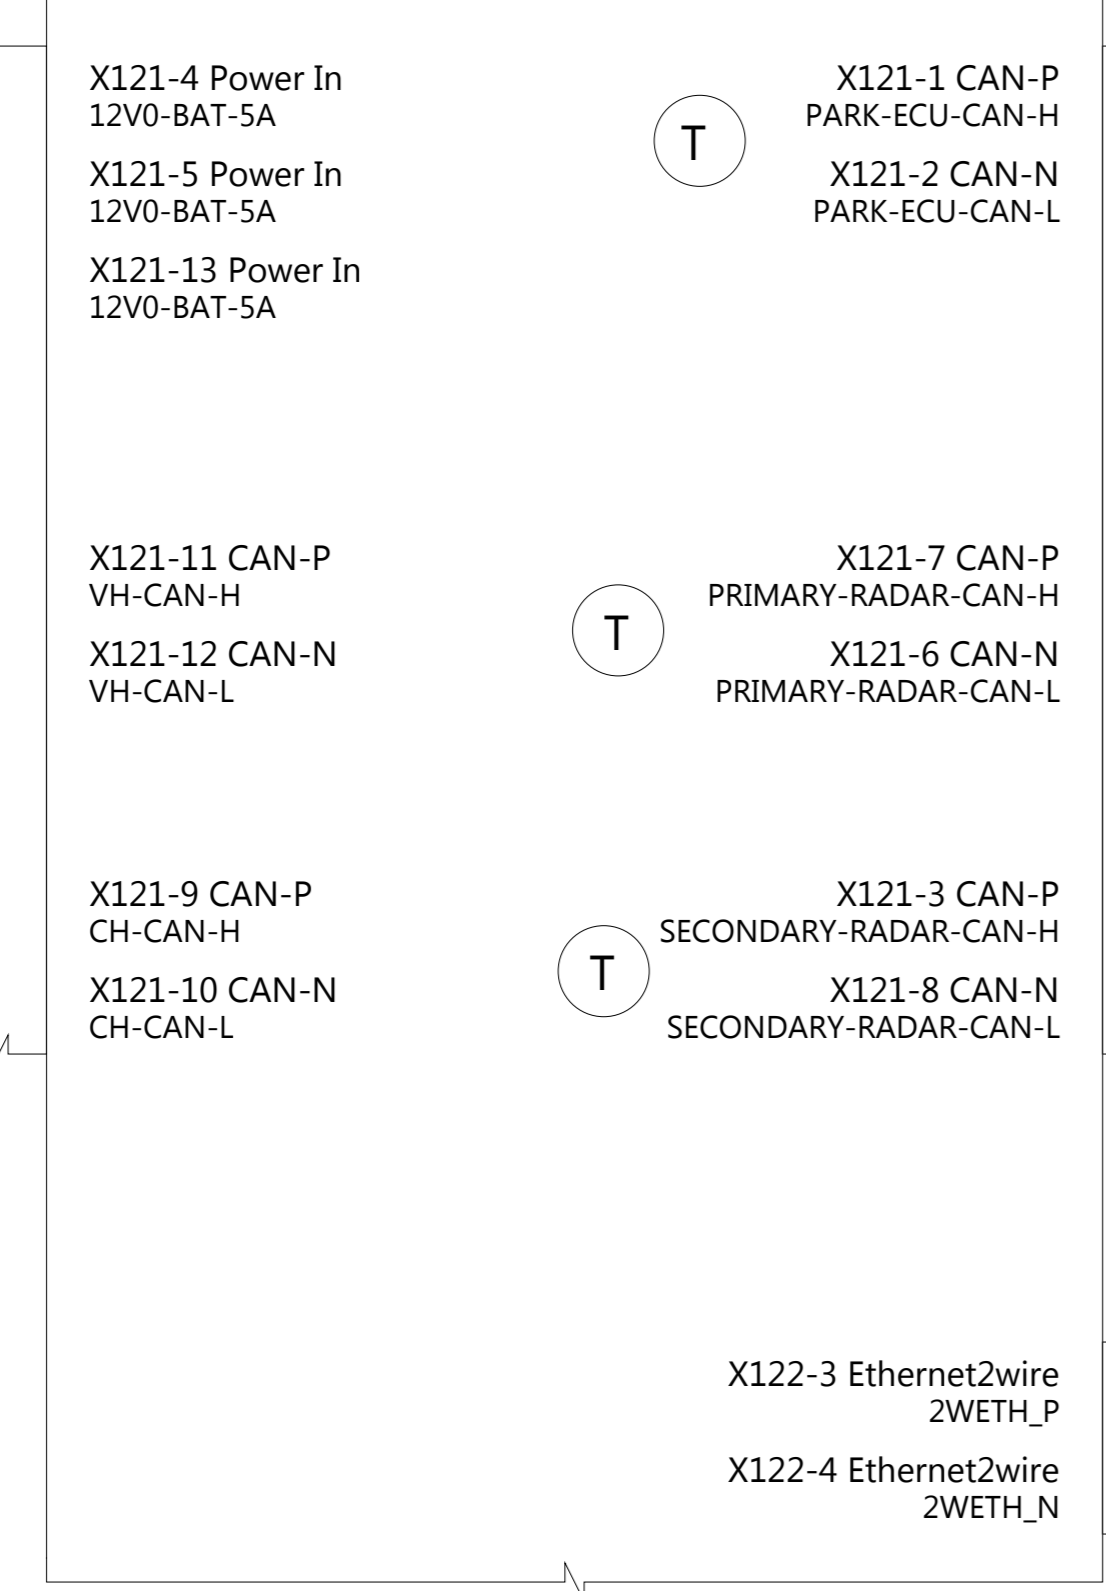 X121-4 Power In
12V0-BAT-5A
X121-5 Power In
12V0-BAT-5A
X121-13 Power In
12V0-BAT-5A
T
X121-1 CAN-P
PARK-ECU-CAN-H
X121-2 CAN-N
PARK-ECU-CAN-L
X121-11 CAN-P
VH-CAN-H
X121-12 CAN-N
VH-CAN-L
T
X121-7 CAN-P
PRIMARY-RADAR-CAN-H
X121-6 CAN-N
PRIMARY-RADAR-CAN-L
X121-9 CAN-P
CH-CAN-H
X121-10 CAN-N
CH-CAN-L
T
X121-3 CAN-P
SECONDARY-RADAR-CAN-H
X121-8 CAN-N
SECONDARY-RADAR-CAN-L
X122-3 Ethernet2wire
2WETH_P
X122-4 Ethernet2wire
2WETH_N